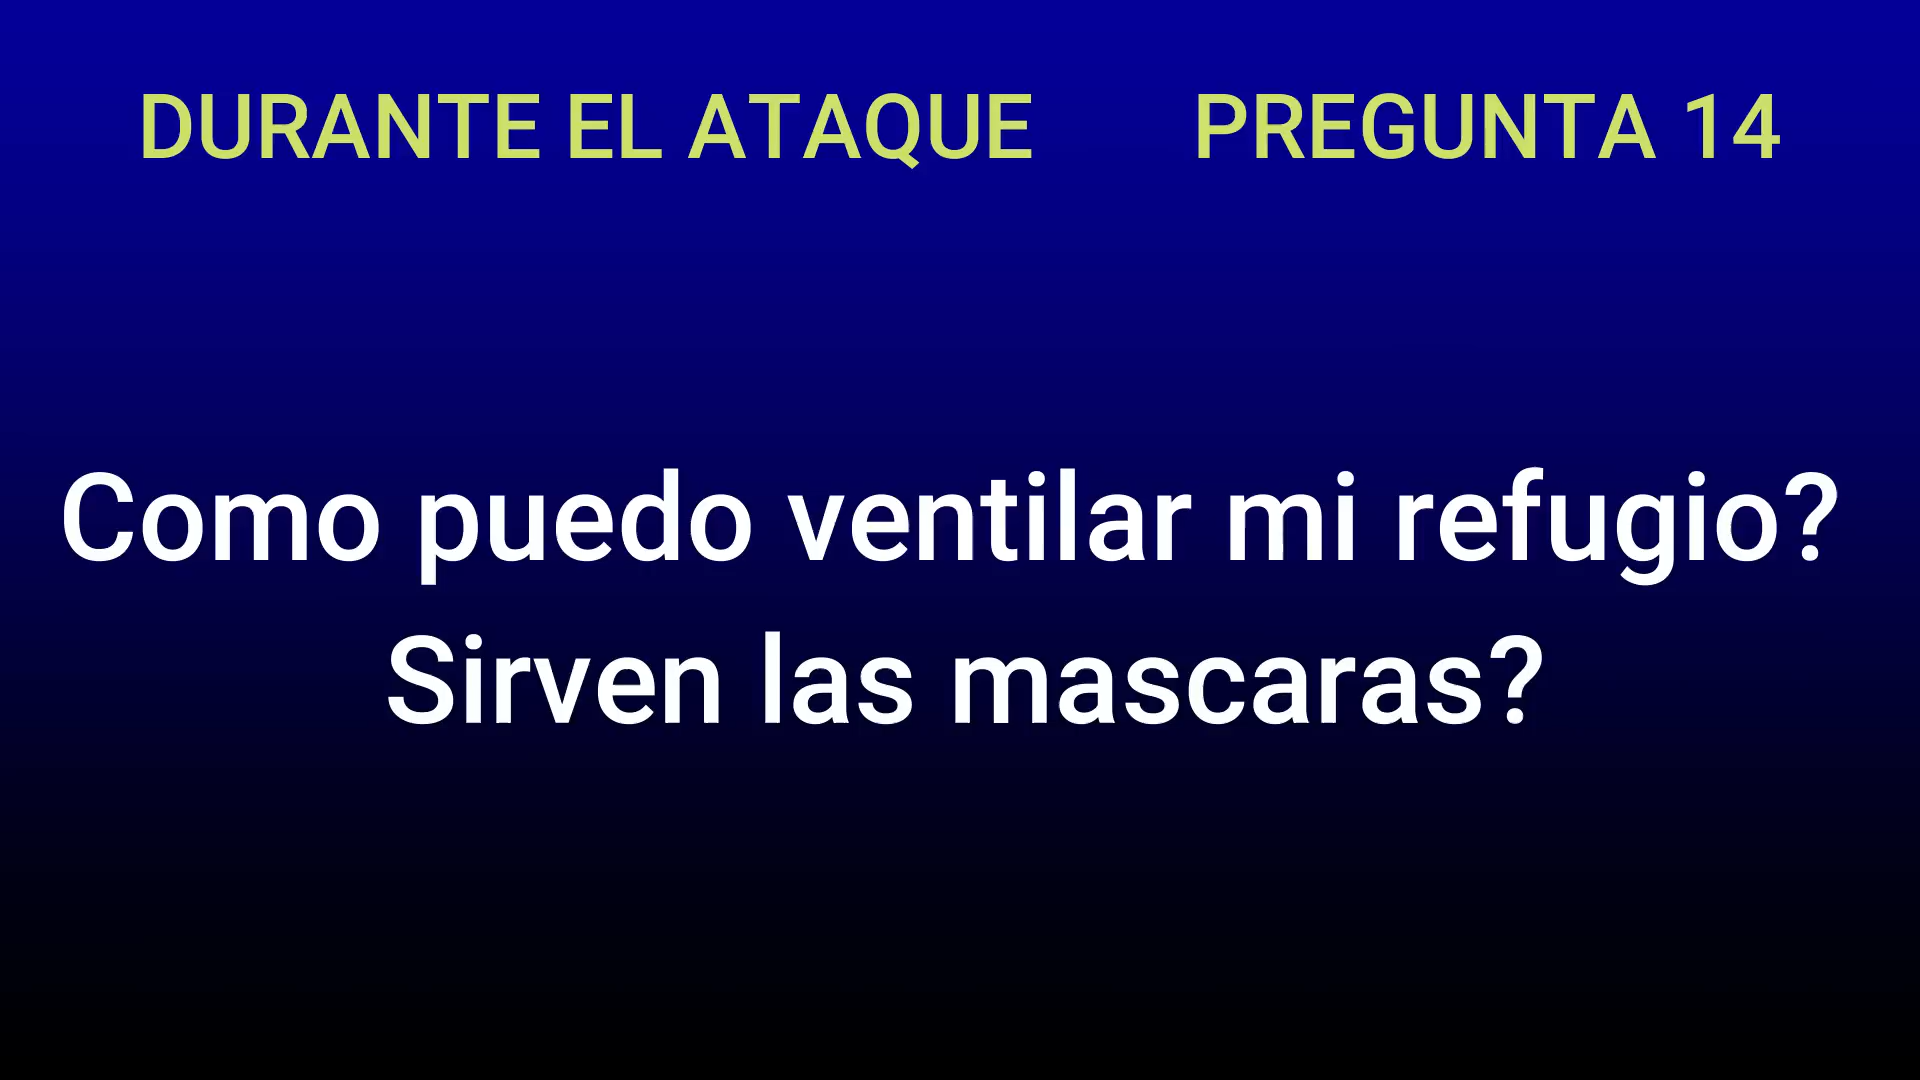 DURANTE EL ATAQUE PREGUNTA 14
Como puedo ventilar mi refugio?
Sirven las mascaras?